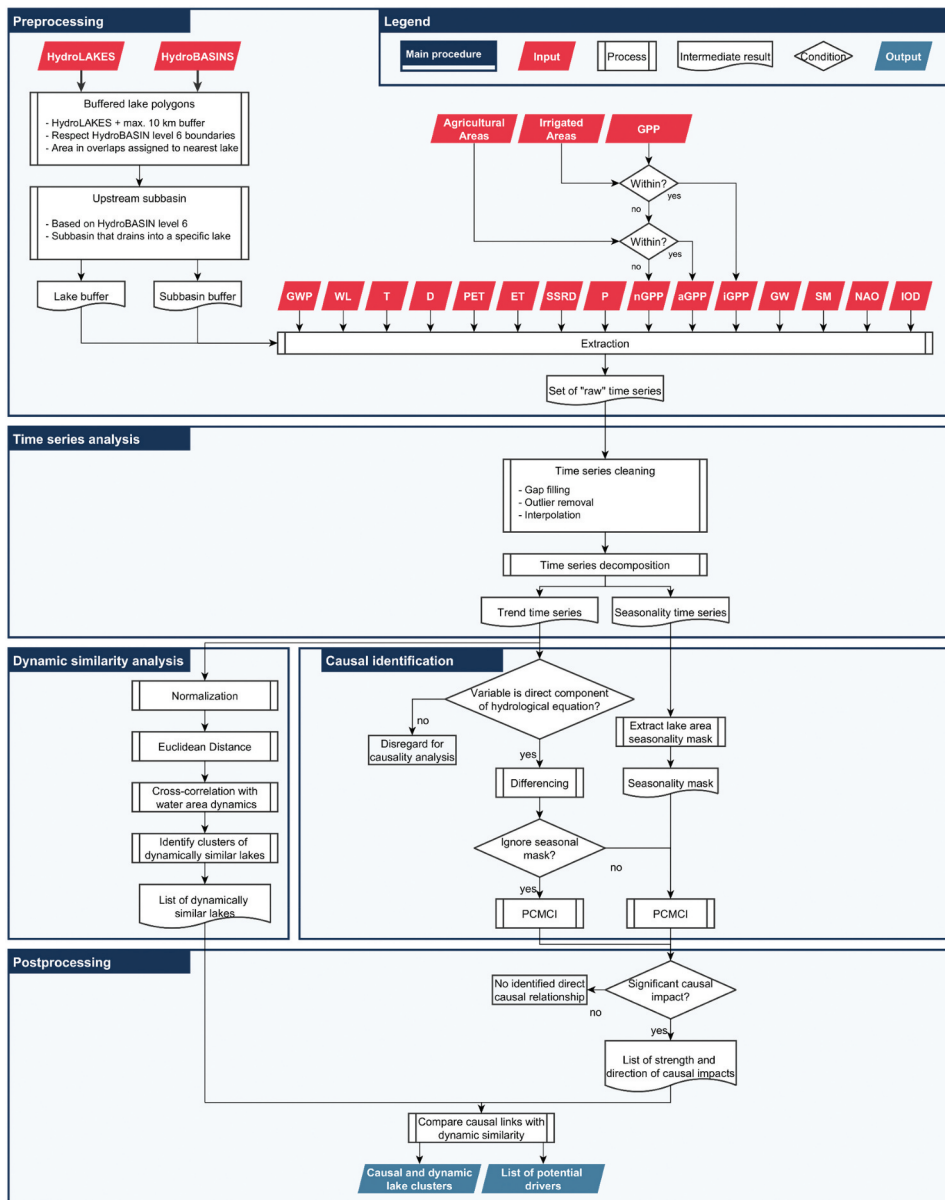 Preprocessing
Legend
Main procedure
Input
Process
Intermediate result
Condition
Output
HydroLAKES
HydroBASINS
Buffered lake polygons
- HydroLAKES + max. 10 km buffer
- Respect HydroBASIN level 6 boundaries
- Area in overlaps assigned to nearest lake
Upstream subbasin
- Based on HydroBASIN level 6
- Subbasin that drains into a specific lake
Lake buffer
Subbasin buffer
Agricultural
Areas
Irrigated
Areas
GPP
Within?
yes
no
Within?
yes
no
GWP
WL
T
D
PET
ET
SSRD
P
nGPP
aGPP
iGPP
GW
SM
NAO
IOD
Extraction
Set of "raw" time series
Time series analysis
Time series cleaning
- Gap filling
- Outlier removal
- Interpolation
Time series decomposition
Trend time series
Seasonality time series
Dynamic similarity analysis
Normalization
Euclidean Distance
Cross-correlation with
water area dynamics
Identify clusters of
dynamically similar lakes
List of dynamically
similar lakes
Causal identification
Variable is direct component
of hydrological equation?
no
Disregard for
causality analysis
yes
Differencing
Extract lake area
seasonality mask
Seasonality mask
Ignore seasonal
mask?
no
yes
PCMCI
PCMCI
Postprocessing
Significant causal
impact?
No identified direct
causal relationship
no
yes
List of strength and
direction of causal impacts
Compare causal links with
dynamic similarity
Causal and dynamic
lake clusters
List of potential
drivers